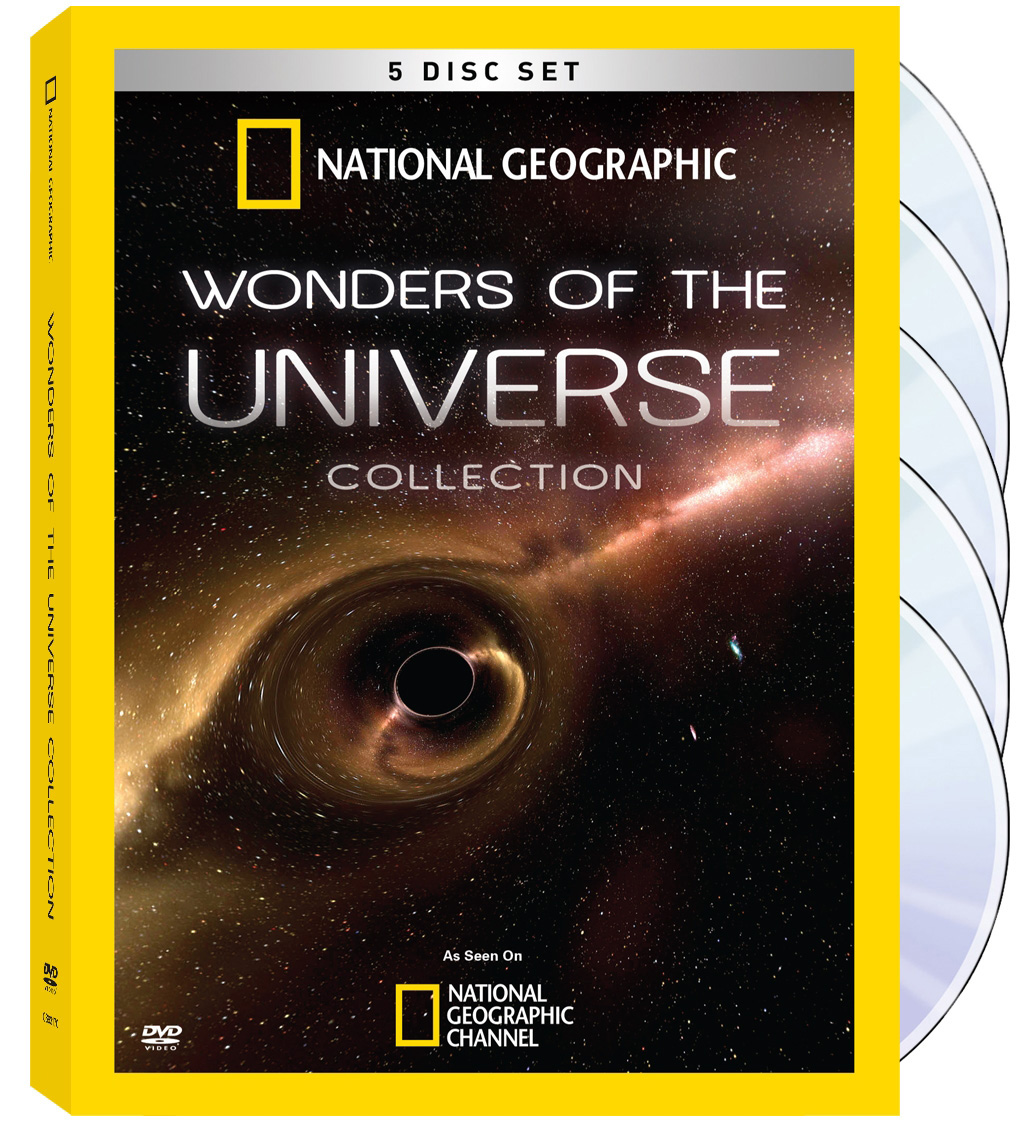 5 DISC SET
NATIONAL GEOGRAPHIC
WONDERS OF THE
UNIVERSE
COLLECTION
As Seen On
NATIONAL
GEOGRAPHIC
CHANNEL
DVD
VIDEO
NATIONAL GEOGRAPHIC
WONDERS OF THE UNIVERSE COLLECTION
DVD
VIDEO